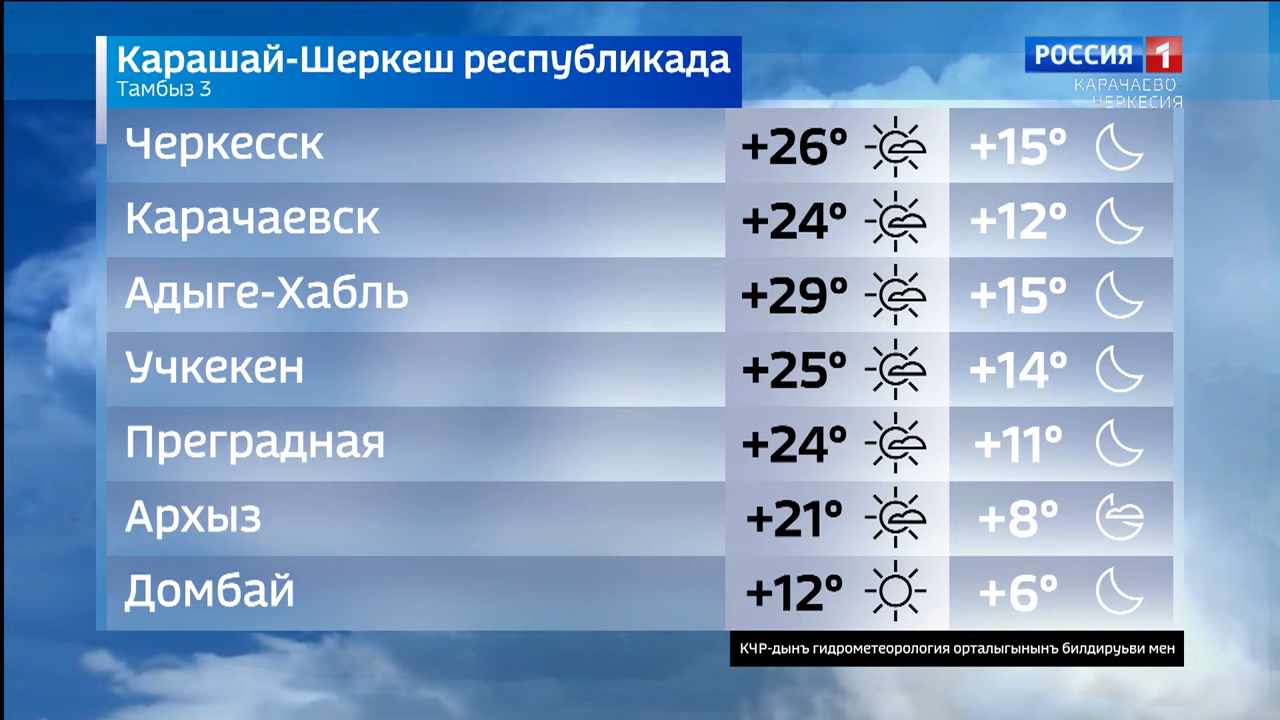 Карашай-Шеркеш республикада
Тамбыз 3
РОССИЯ 1
КАРАЧАЕВО-
ЧЕРКЕСИЯ
Черкесск +26° +15°
Карачаевск +24° +12°
Адыге-Хабль +29° +15°
Учкекен +25° +14°
Преградная +24° +11°
Архыз +21° +8°
Домбай +12° +6°
КЧР-дынъ гидрометеорология орталыгынынъ билдируьви мен